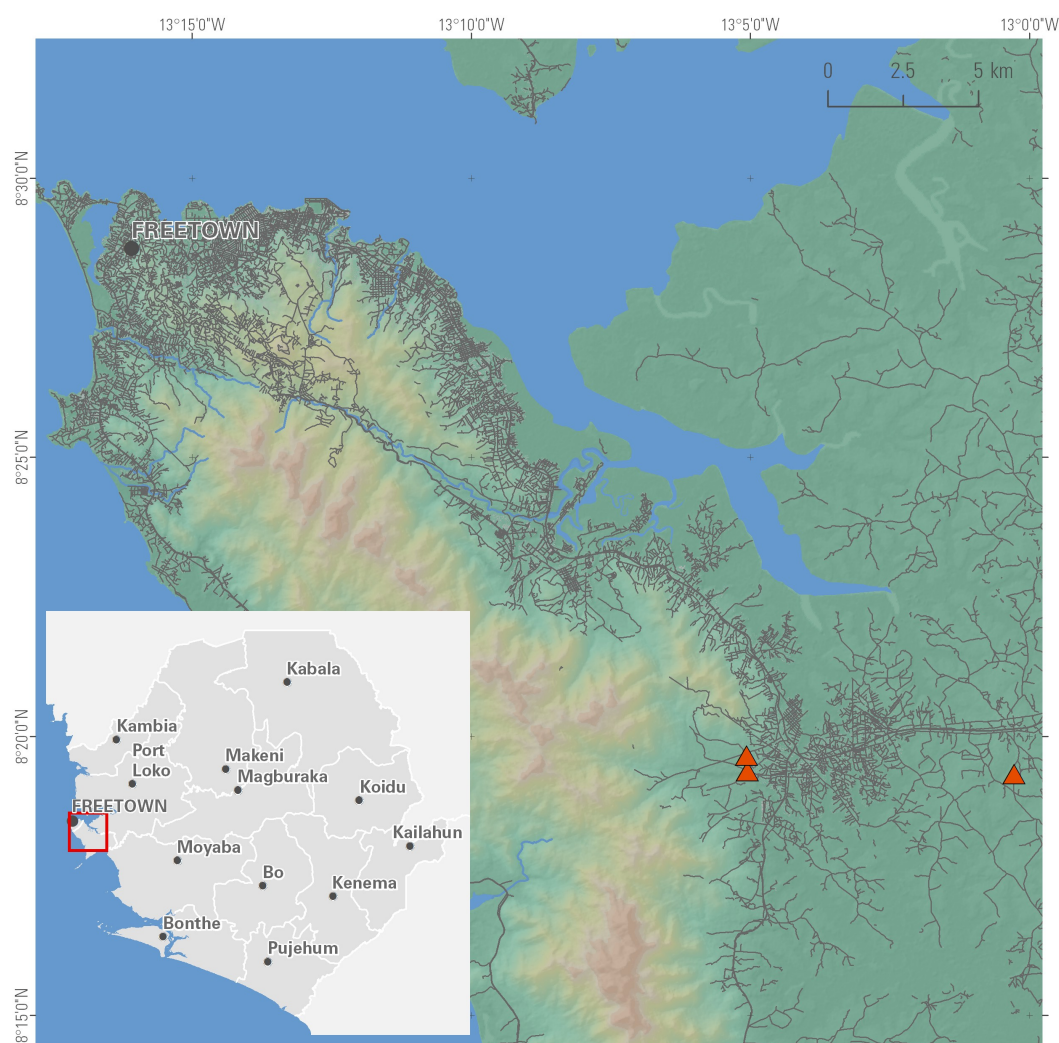 13°15'0"W
13°10'0"W
13°5'0"W
13°0'0"W
0
2.5
5 km
8°30'0"N
FREETOWN
8°25'0"N
8°20'0"N
8°15'0"N
Kabala
Kambia
Port
Loko
Makeni
Magburaka
Koidu
FREETOWN
Kailahun
Moyaba
Bo
Kenema
Bonthe
Pujehum